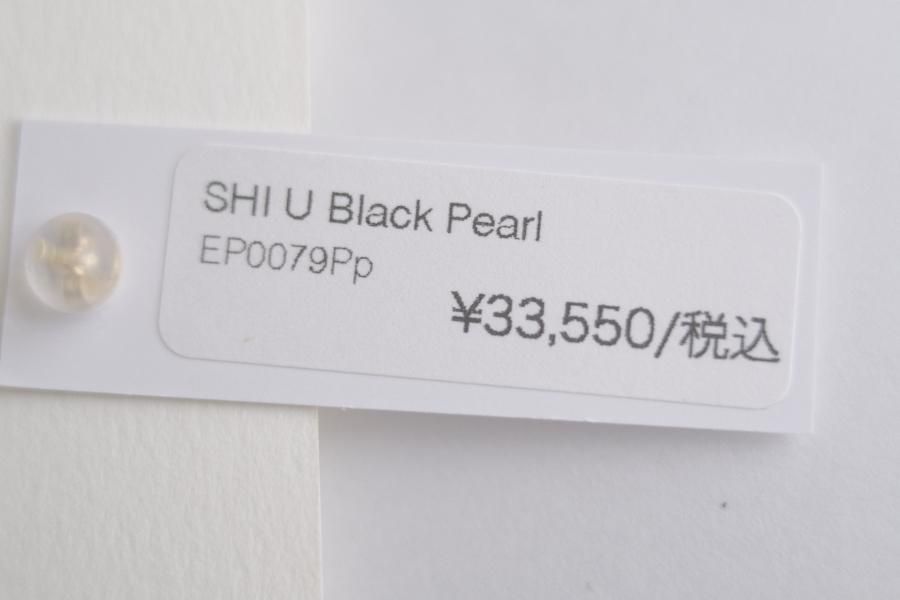 SHI U Black Pearl
EP0079Pp
¥33,550/税込